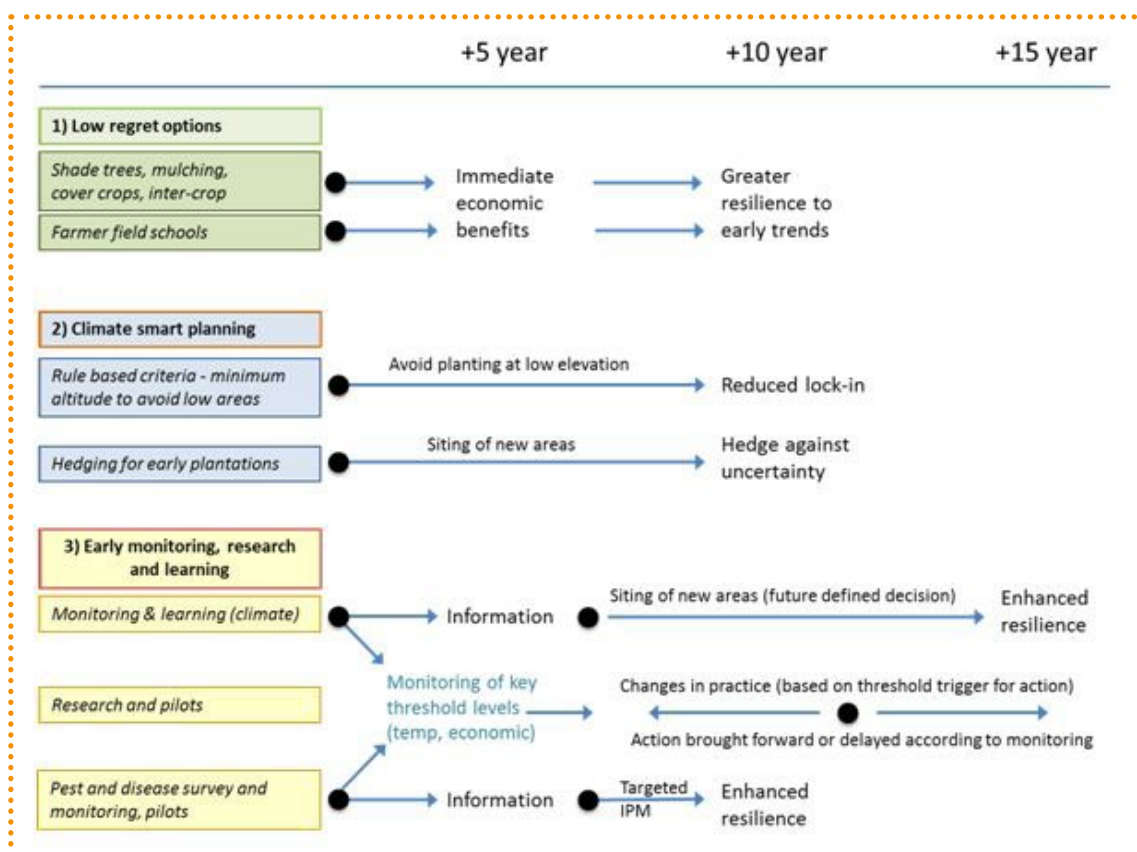 +5 year
+10 year
+15 year
1) Low regret options
Shade trees, mulching,
cover crops, inter-crop
Farmer field schools
Immediate
economic
benefits
Greater
resilience to
early trends
2) Climate smart planning
Rule based criteria - minimum
altitude to avoid low areas
Avoid planting at low elevation
Reduced lock-in
Hedging for early plantations
Siting of new areas
Hedge against
uncertainty
3) Early monitoring, research
and learning
Monitoring & learning (climate)
Information
Siting of new areas (future defined decision)
Enhanced
resilience
Research and pilots
Monitoring of key
threshold levels
(temp, economic)
Changes in practice (based on threshold trigger for action)
Action brought forward or delayed according to monitoring
Pest and disease survey and
monitoring, pilots
Information
Targeted
IPM
Enhanced
resilience